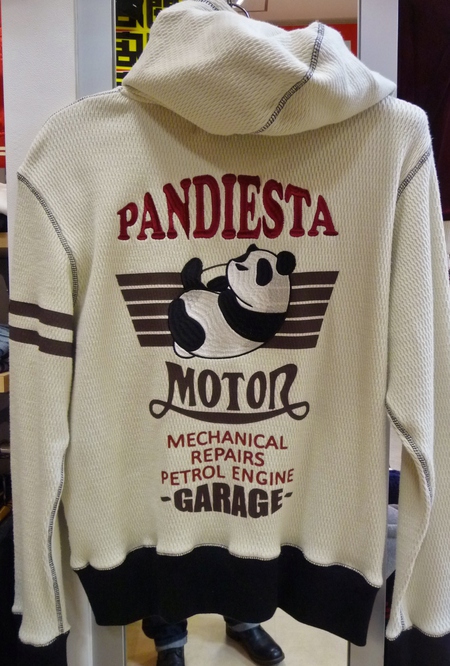 PANDIESTA
MOTOR
MECHANICAL
REPAIRS
PETROL ENGINE
-GARAGE-